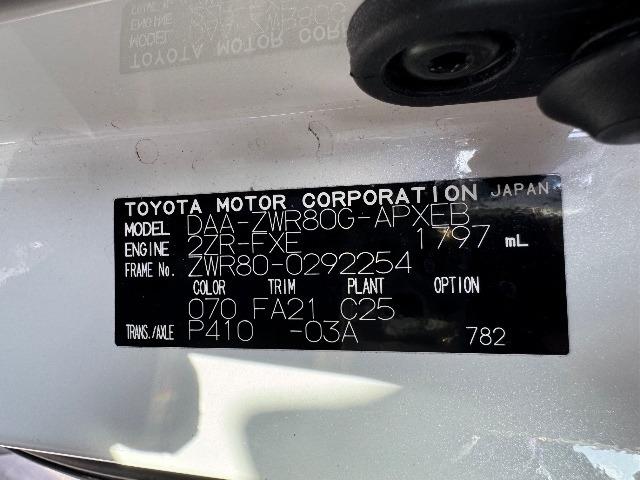 TOYOTA MOTOR CORPORATION JAPAN
MODEL DAA-ZWR80G-APXEB
ENGINE 2ZR-FXE 1797 mL
FRAME No. ZWR80-0292254
COLOR TRIM PLANT OPTION
070 FA21 C25
TRANS./AXLE P410 -03A 782